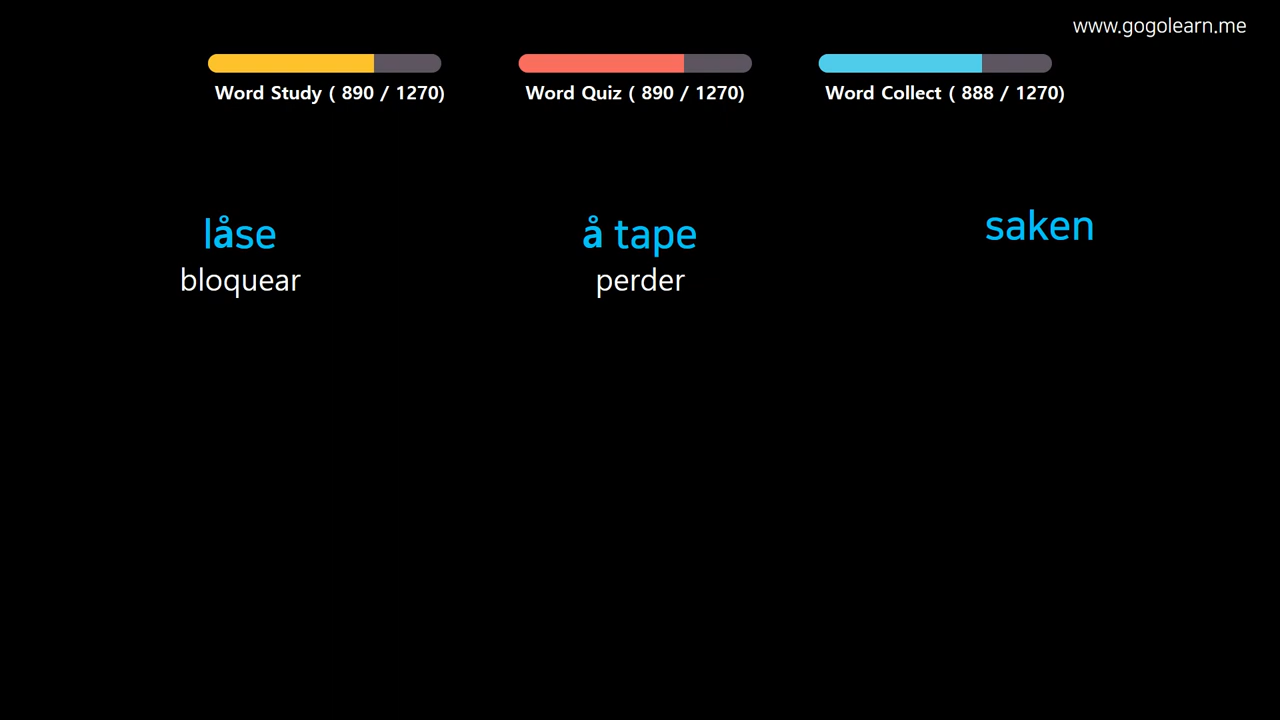 www.gogolearn.me
Word Study ( 890 / 1270)
Word Quiz ( 890 / 1270)
Word Collect ( 888 / 1270)
låse
bloquear
å tape
perder
saken